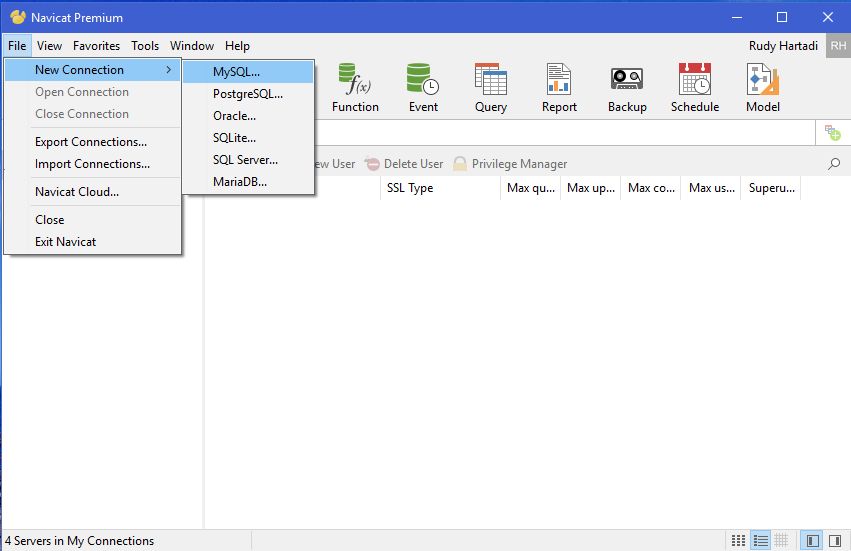 Navicat Premium
File View Favorites Tools Window Help
Rudy Hartadi RH
New Connection
Open Connection
Close Connection
Export Connections...
Import Connections...
Navicat Cloud...
Close
Exit Navicat
MySQL...
PostgreSQL...
Oracle...
SQLite...
SQL Server...
MariaDB...
f(x)
Function Event Query Report Backup Schedule Model
User Delete User Privilege Manager
SSL Type Max qu... Max up... Max co... Max us... Superu...
4 Servers in My Connections